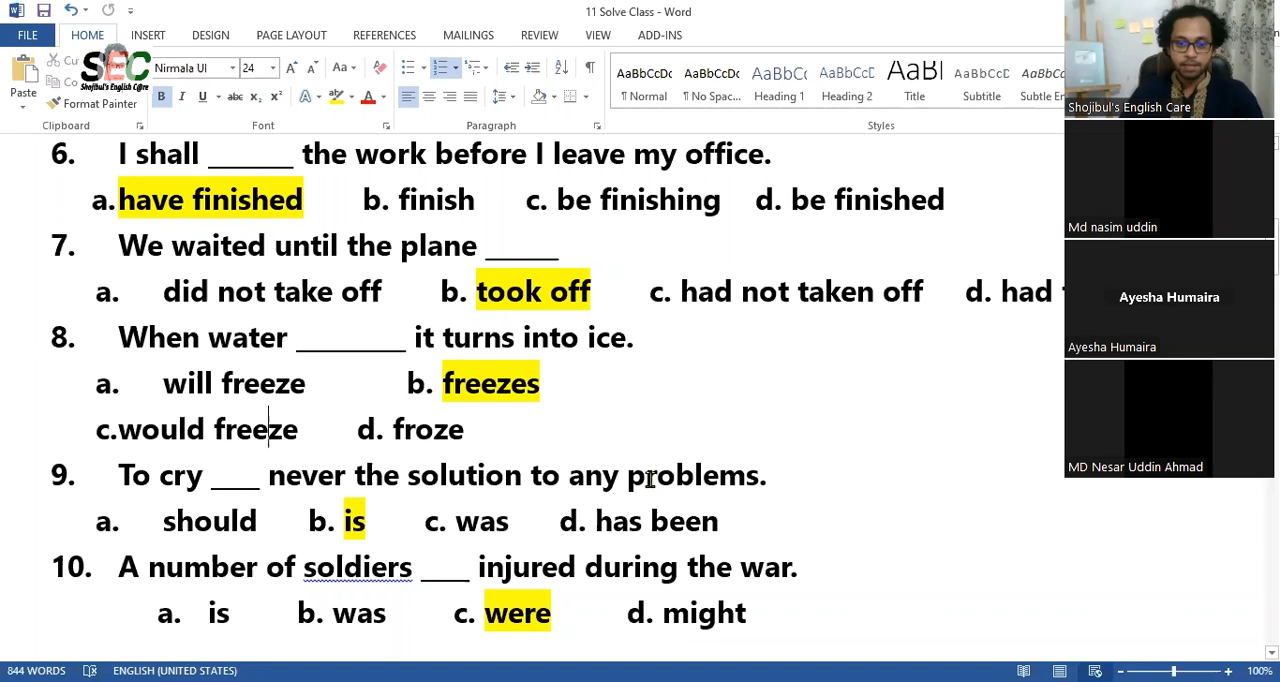 11 Solve Class - Word
FILE HOME INSERT DESIGN PAGE LAYOUT REFERENCES MAILINGS REVIEW VIEW ADD-INS
SEC
Shojibul's English Care
Paste
Format Painter
Nirmala UI 24
AaBbCcDc AaBbCcDc AaBbC AaBbCcD AaBl AaBbCcD
¶ Normal ¶ No Spac... Heading 1 Heading 2 Title Subtitle Subtle
Clipboard Font Paragraph Styles
6. I shall ______ the work before I leave my office.
a.have finished b. finish c. be finishing d. be finished
7. We waited until the plane _____
a. did not take off b. took off c. had not taken off d. had
8. When water ________ it turns into ice.
a. will freeze b. freezes
c.would freeze d. froze
9. To cry ___ never the solution to any problems.
a. should b. is c. was d. has been
10. A number of soldiers ___ injured during the war.
a. is b. was c. were d. might
Shojibul's English Care
Md nasim uddin
Ayesha Humaira
Ayesha Humaira
MD Nesar Uddin Ahmad
844 WORDS ENGLISH (UNITED STATES) 100%